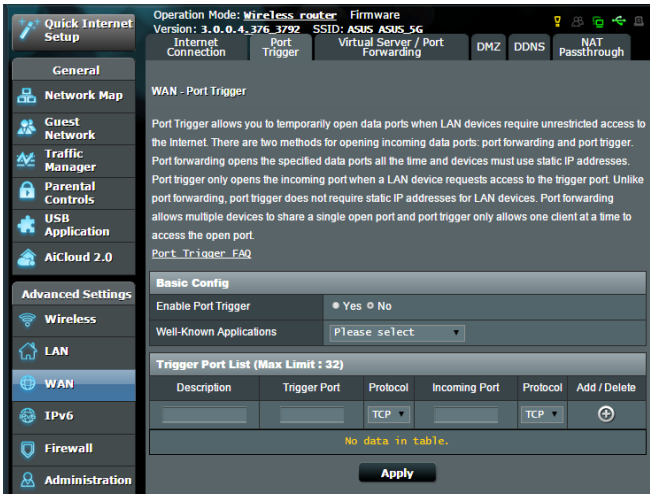 Quick Internet
Setup
General
Network Map
Guest
Network
Traffic
Manager
Parental
Controls
USB
Application
AiCloud 2.0
Advanced Settings
Wireless
LAN
WAN
IPv6
Firewall
Administration
Operation Mode: Wireless router Firmware
Version: 3.0.0.4_376_3792 SSID: ASUS ASUS_5G
Internet
Connection
Port
Trigger
Virtual Server / Port
Forwarding
DMZ
DDNS
NAT
Passthrough
WAN - Port Trigger
Port Trigger allows you to temporarily open data ports when LAN devices require unrestricted access to
the Internet. There are two methods for opening incoming data ports: port forwarding and port trigger.
Port forwarding opens the specified data ports all the time and devices must use static IP addresses.
Port trigger only opens the incoming port when a LAN device requests access to the trigger port. Unlike
port forwarding, port trigger does not require static IP addresses for LAN devices. Port forwarding
allows multiple devices to share a single open port and port trigger only allows one client at a time to
access the open port.
Port Trigger FAQ
Basic Config
Enable Port Trigger Yes No
Well-Known Applications Please select
Trigger Port List (Max Limit : 32)
Description Trigger Port Protocol Incoming Port Protocol Add / Delete
TCP TCP
No data in table.
Apply